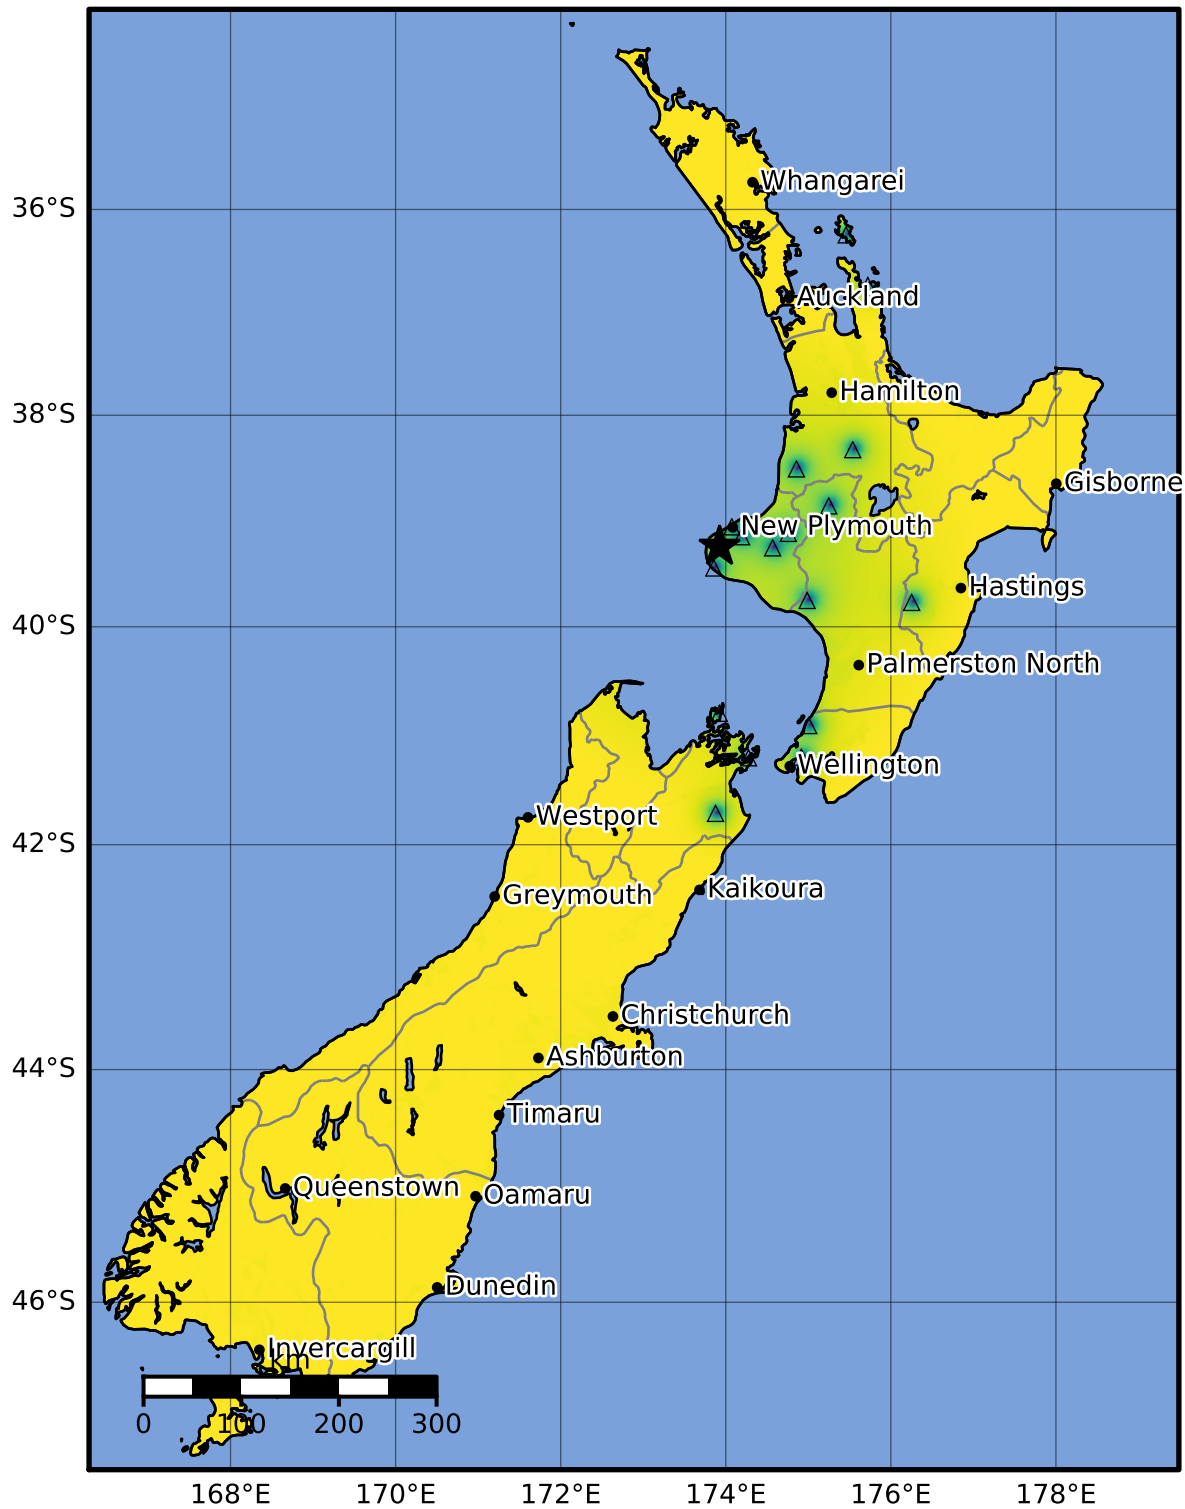 Whangarei
36°S
Auckland
Hamilton
38°S
Gisborne
New Plymouth
Hastings
40°S
Palmerston North
Wellington
Westport
42°S
Kaikoura
Greymouth
Christchurch
Ashburton
44°S
Timaru
Queenstown
Oamaru
Dunedin
46°S
Invercargill
km
0 100 200 300
168°E 170°E 172°E 174°E 176°E 178°E